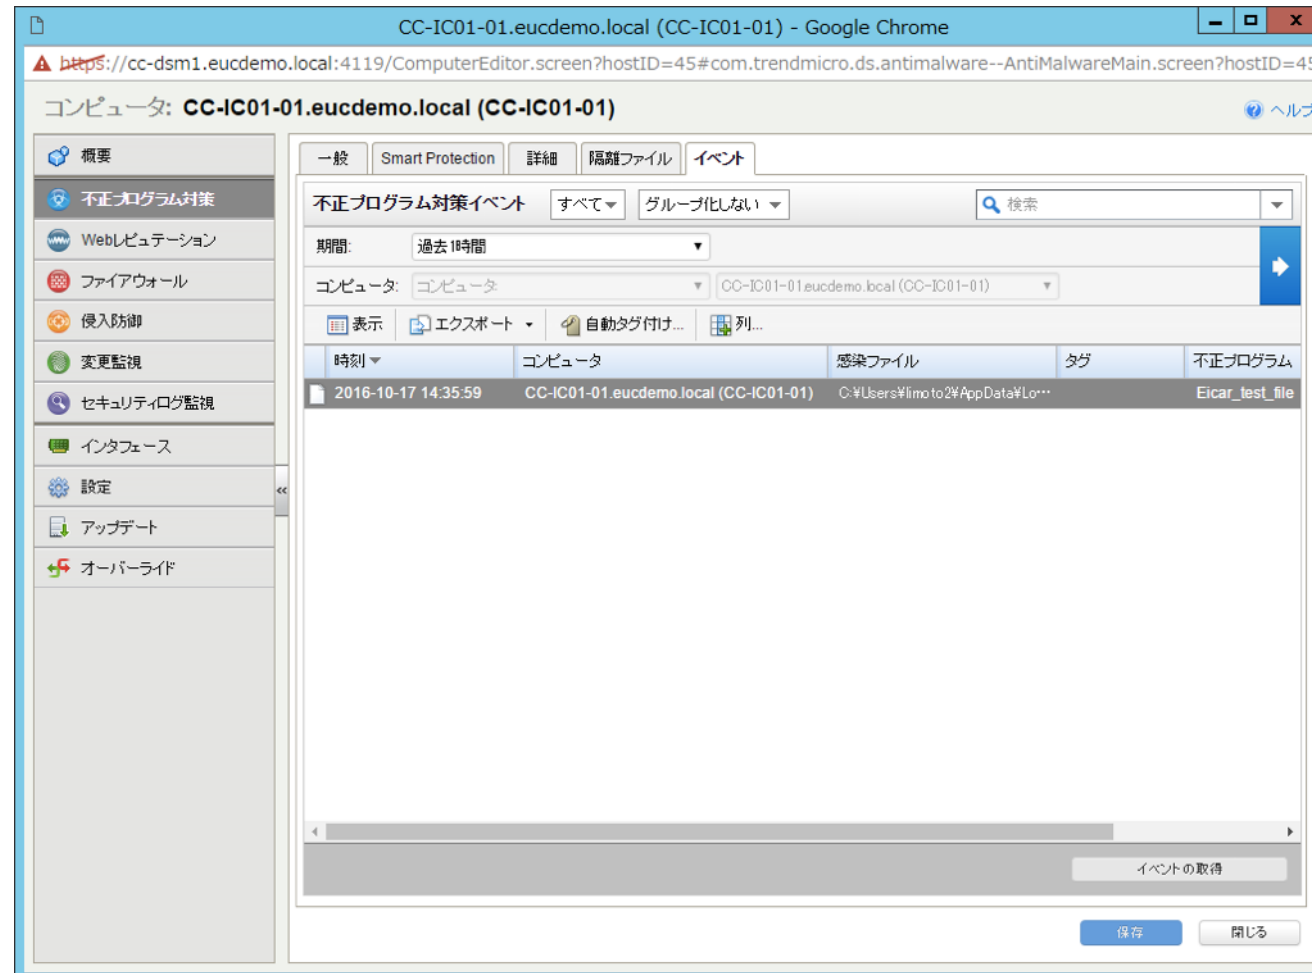 CC-IC01-01.eucdemo.local (CC-IC01-01) - Google Chrome
https://cc-dsm1.eucdemo.local:4119/ComputerEditor.screen?hostID=45#com.trendmicro.ds.antimalware--AntiMalwareMain.screen?hostID=45
コンピュータ: CC-IC01-01.eucdemo.local (CC-IC01-01)
ヘルプ
概要
不正プログラム対策
Webレピュテーション
ファイアウォール
侵入防御
変更監視
セキュリティログ監視
インタフェース
設定
アップデート
オーバーライド
«
一般 Smart Protection 詳細 隔離ファイル イベント
不正プログラム対策イベント すべて グループ化しない 検索
期間: 過去1時間
コンピュータ: コンピュータ CC-IC01-01.eucdemo.local (CC-IC01-01)
表示 エクスポート 自動タグ付け... 列...
時刻 コンピュータ 感染ファイル タグ 不正プログラム
2016-10-17 14:35:59 CC-IC01-01.eucdemo.local (CC-IC01-01) C:¥Users¥iimoto2¥AppData¥Lo… Eicar_test_file
イベントの取得
保存 閉じる